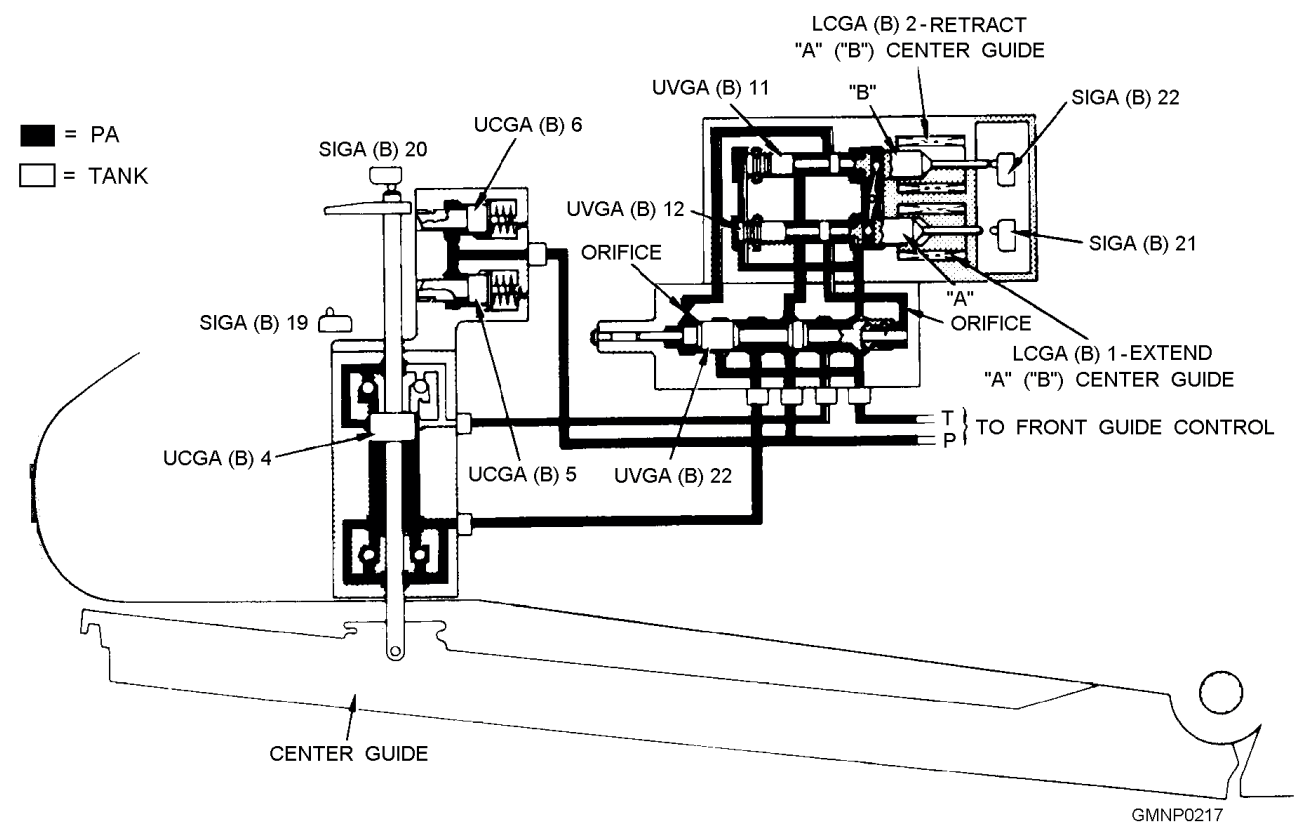 LCGA (B) 2-RETRACT
"A" ("B") CENTER GUIDE
UVGA (B) 11
"B"
SIGA (B) 22
= PA
UCGA (B) 6
SIGA (B) 20
= TANK
UVGA (B) 12
ORIFICE
SIGA (B) 21
"A"
SIGA (B) 19
ORIFICE
LCGA (B) 1-EXTEND
"A" ("B") CENTER GUIDE
T
P
TO FRONT GUIDE CONTROL
UCGA (B) 4
UCGA (B) 5
UVGA (B) 22
CENTER GUIDE
GMNP0217